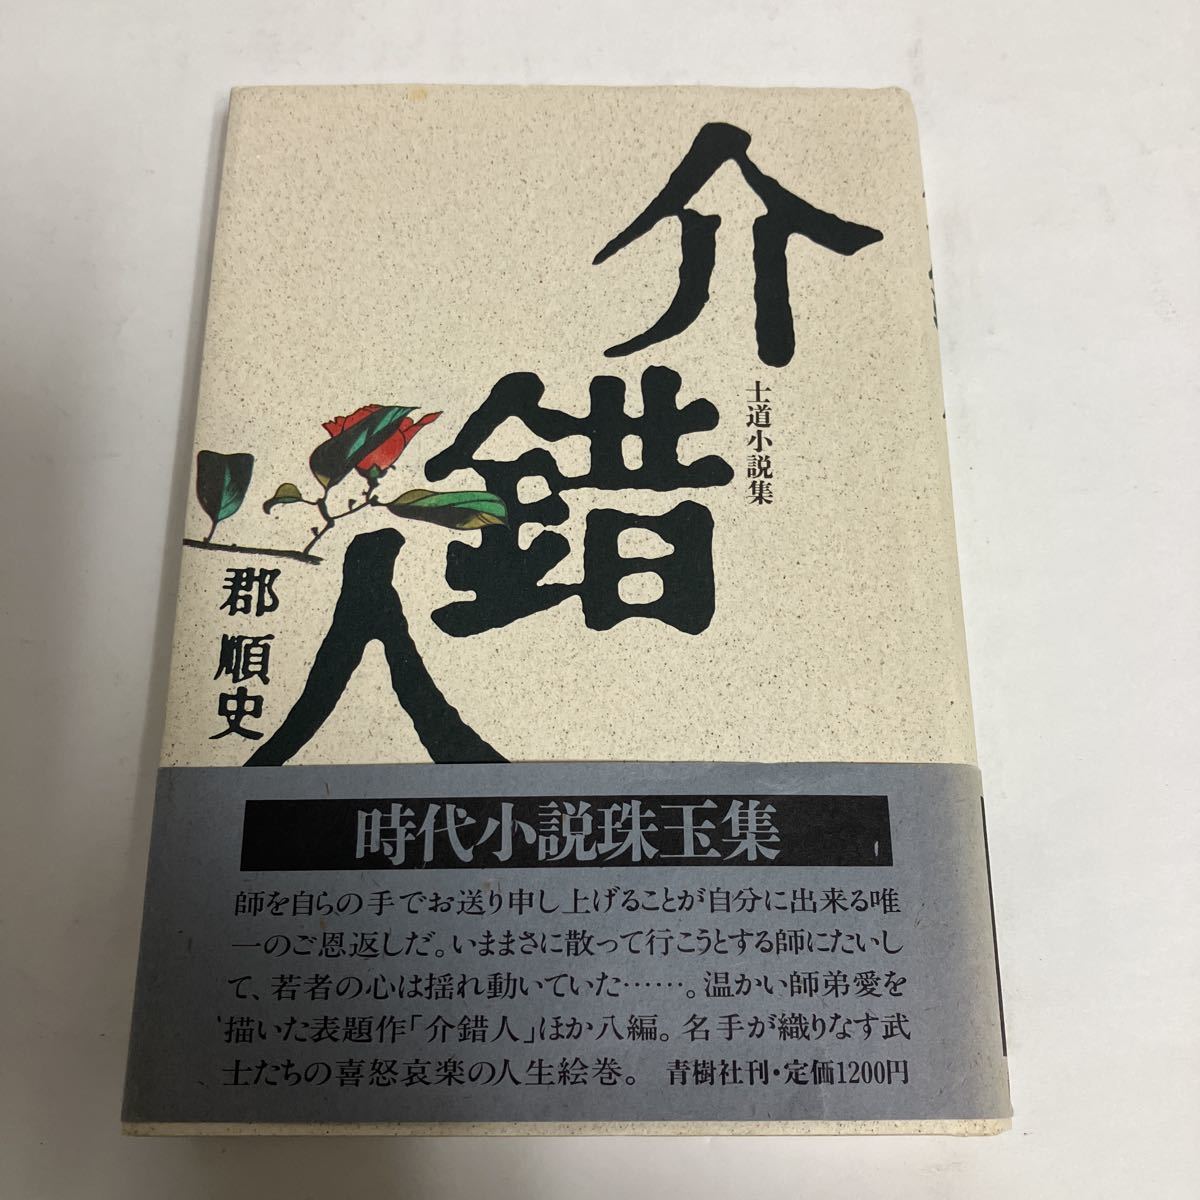 介錯人
士道小説集
郡順史
時代小説珠玉集
師を自らの手でお送り申し上げることが自分に出来る唯
一のご恩返しだ。いままさに散って行こうとする師にたいし
て、若者の心は揺れ動いていた……。温かい師弟愛を
描いた表題作「介錯人」ほか八編。名手が織りなす武
士たちの喜怒哀楽の人生絵巻。 青樹社刊・定価1200円